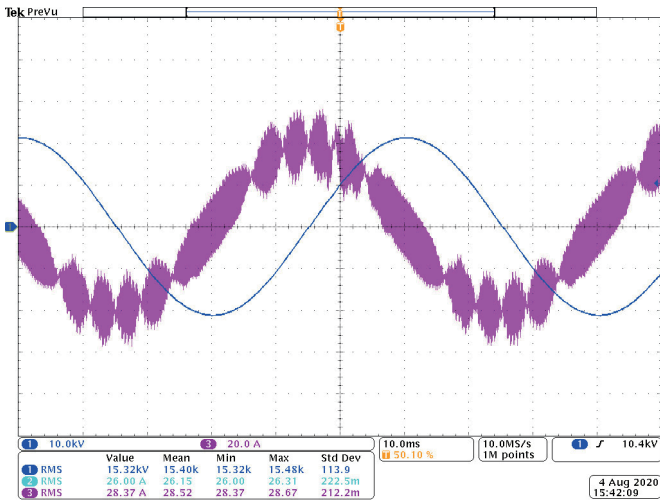 Tek PreVu
T
T
1
1 10.0kV 3 20.0 A 10.0ms 10.0MS/s 1 10.4kV
T 50.10 % 1M points
Value Mean Min Max Std Dev
1 RMS 15.32kV 15.40k 15.32k 15.48k 113.9
2 RMS 26.00 A 26.15 26.00 26.31 222.5m
3 RMS 28.37 A 28.52 28.37 28.67 212.2m
4 Aug 2020
15:42:09